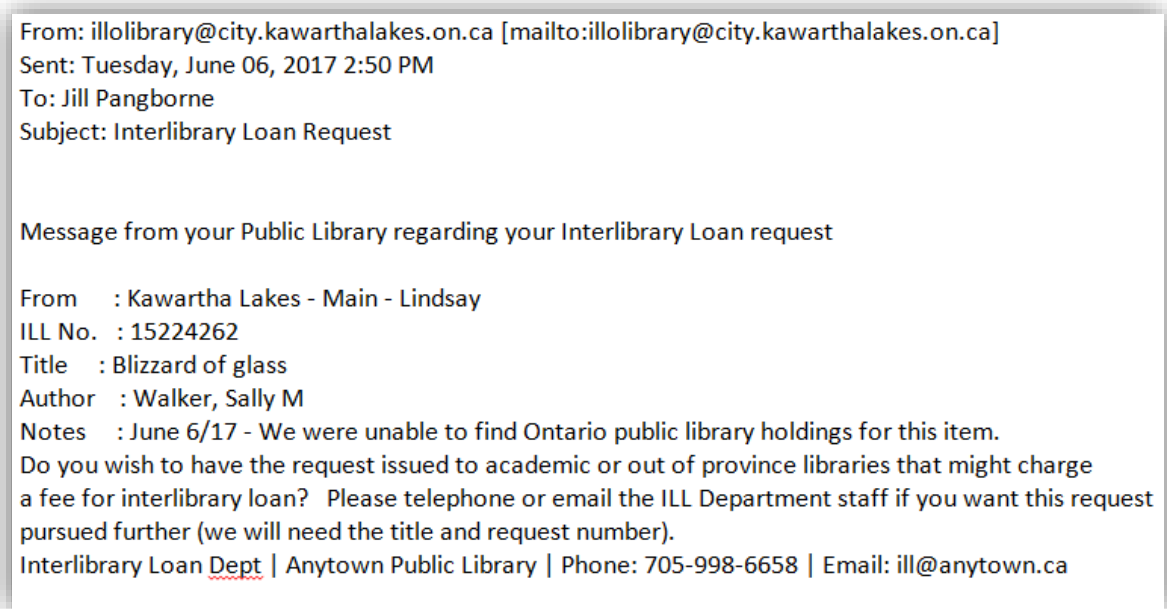 From: illolibrary@city.kawarthalakes.on.ca [mailto:illolibrary@city.kawarthalakes.on.ca]
Sent: Tuesday, June 06, 2017 2:50 PM
To: Jill Pangborne
Subject: Interlibrary Loan Request
Message from your Public Library regarding your Interlibrary Loan request
From : Kawartha Lakes - Main - Lindsay
ILL No. : 15224262
Title : Blizzard of glass
Author : Walker, Sally M
Notes : June 6/17 - We were unable to find Ontario public library holdings for this item.
Do you wish to have the request issued to academic or out of province libraries that might charge
a fee for interlibrary loan? Please telephone or email the ILL Department staff if you want this request
pursued further (we will need the title and request number).
Interlibrary Loan Dept | Anytown Public Library | Phone: 705-998-6658 | Email: ill@anytown.ca